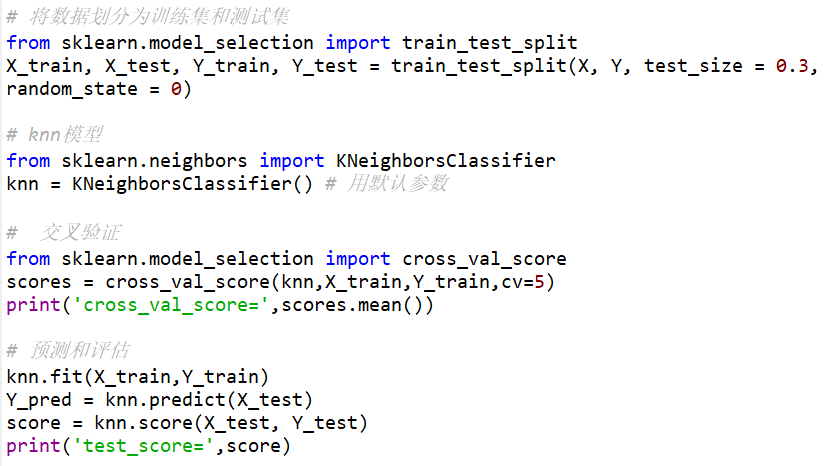 # 将数据划分为训练集和测试集
from sklearn.model_selection import train_test_split
X_train, X_test, Y_train, Y_test = train_test_split(X, Y, test_size = 0.3,
random_state = 0)
# knn模型
from sklearn.neighbors import KNeighborsClassifier
knn = KNeighborsClassifier() # 用默认参数
# 交叉验证
from sklearn.model_selection import cross_val_score
scores = cross_val_score(knn,X_train,Y_train,cv=5)
print('cross_val_score=',scores.mean())
# 预测和评估
knn.fit(X_train,Y_train)
Y_pred = knn.predict(X_test)
score = knn.score(X_test, Y_test)
print('test_score=',score)